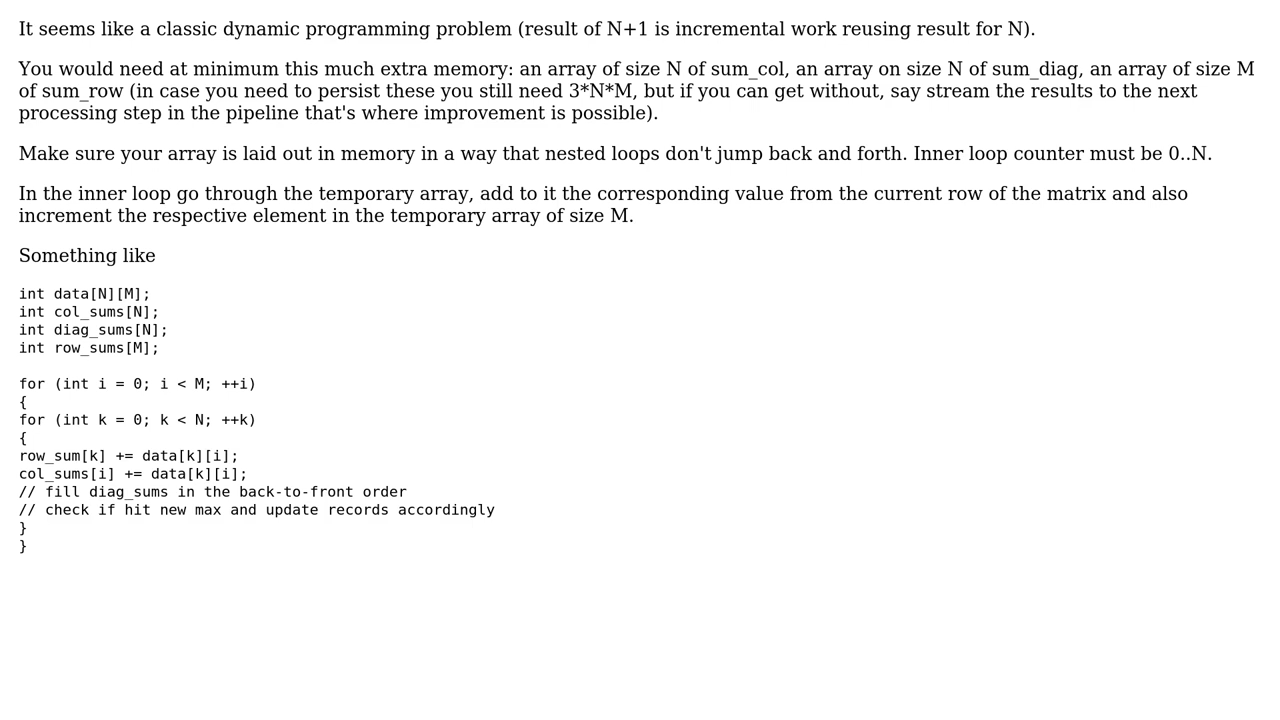 It seems like a classic dynamic programming problem (result of N+1 is incremental work reusing result for N).
You would need at minimum this much extra memory: an array of size N of sum_col, an array on size N of sum_diag, an array of size M
of sum_row (in case you need to persist these you still need 3*N*M, but if you can get without, say stream the results to the next
processing step in the pipeline that's where improvement is possible).
Make sure your array is laid out in memory in a way that nested loops don't jump back and forth. Inner loop counter must be 0..N.
In the inner loop go through the temporary array, add to it the corresponding value from the current row of the matrix and also
increment the respective element in the temporary array of size M.
Something like
int data[N][M];
int col_sums[N];
int diag_sums[N];
int row_sums[M];
for (int i = 0; i < M; ++i)
{
for (int k = 0; k < N; ++k)
{
row_sum[k] += data[k][i];
col_sums[i] += data[k][i];
// fill diag_sums in the back-to-front order
// check if hit new max and update records accordingly
}
}